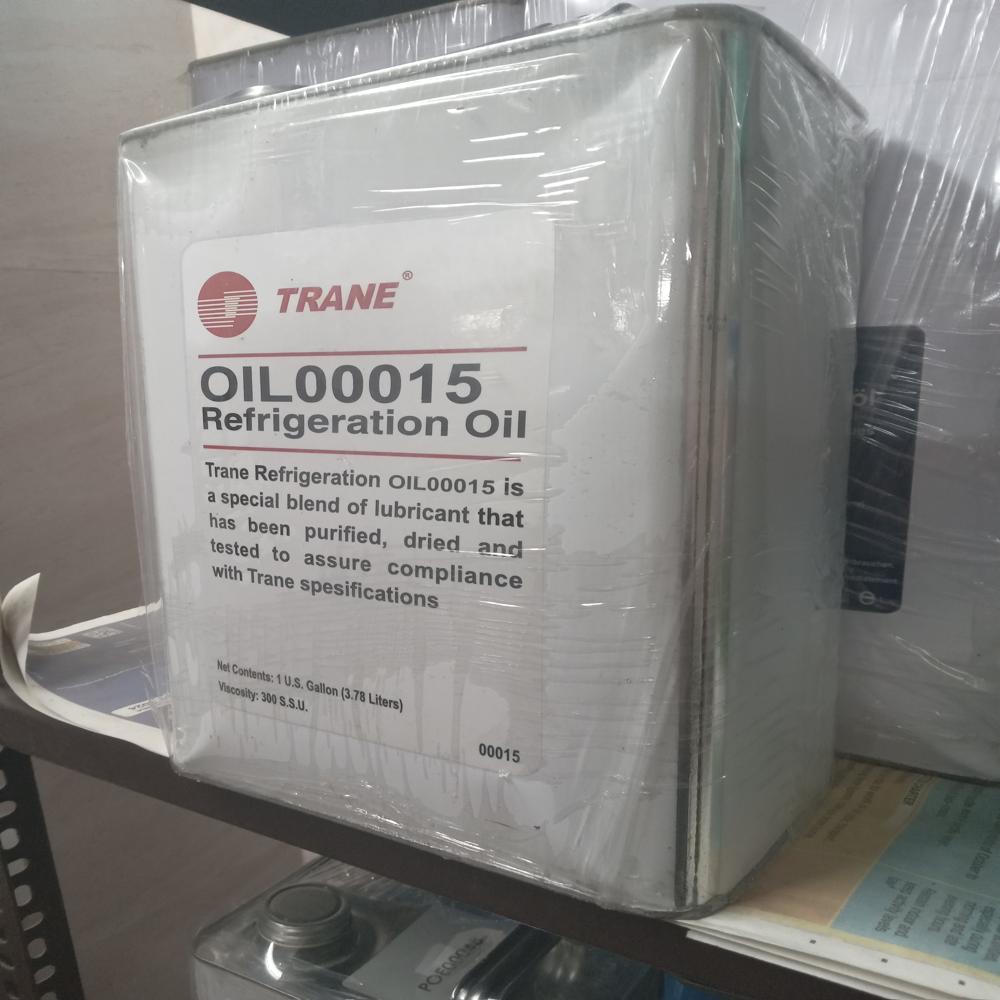 TRANE®
OIL00015
Refrigeration Oil
Trane Refrigeration OIL00015 is
a special blend of lubricant that
has been purified, dried and
tested to assure compliance
with Trane spesifications
Net Contents: 1 U.S. Gallon (3.78 Liters)
Viscosity: 300 S.S.U.
00015
öl